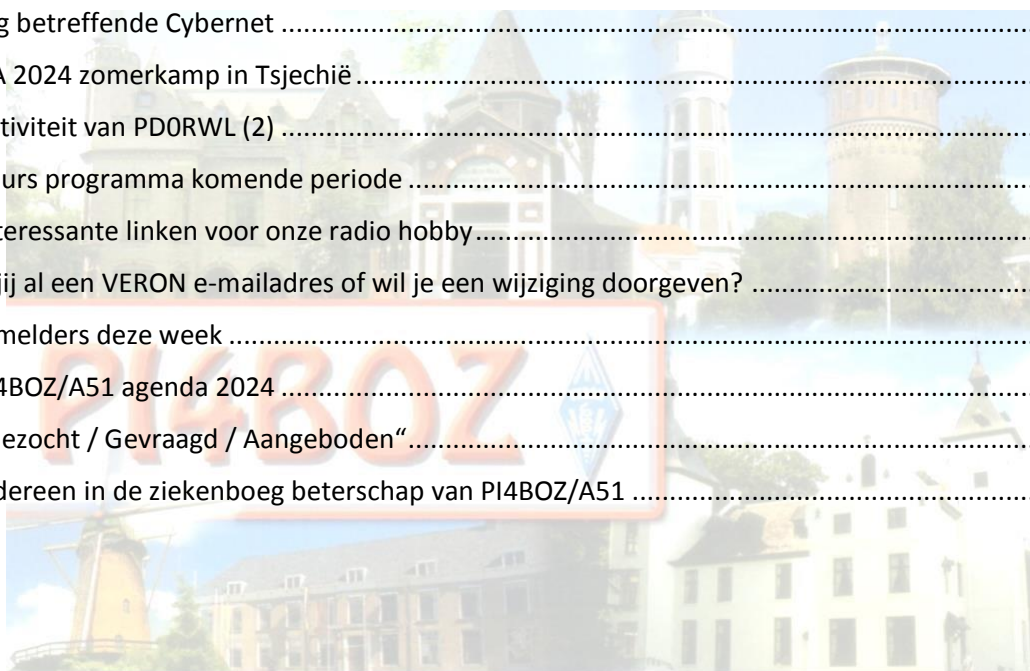 g betreffende Cybernet ....................................................................................................
A 2024 zomerkamp in Tsjechië ....................................................................................................
tiviteit van PD0RWL (2) ....................................................................................................
urs programma komende periode ....................................................................................................
teressante linken voor onze radio hobby ....................................................................................................
jij al een VERON e-mailadres of wil je een wijziging doorgeven? ............................................................
melders deze week ....................................................................................................
4BOZ/A51 agenda 2024 ....................................................................................................
ezocht / Gevraagd / Aangeboden“ ....................................................................................................
dereen in de ziekenboeg beterschap van PI4BOZ/A51 ............................................................
PI4BOZ